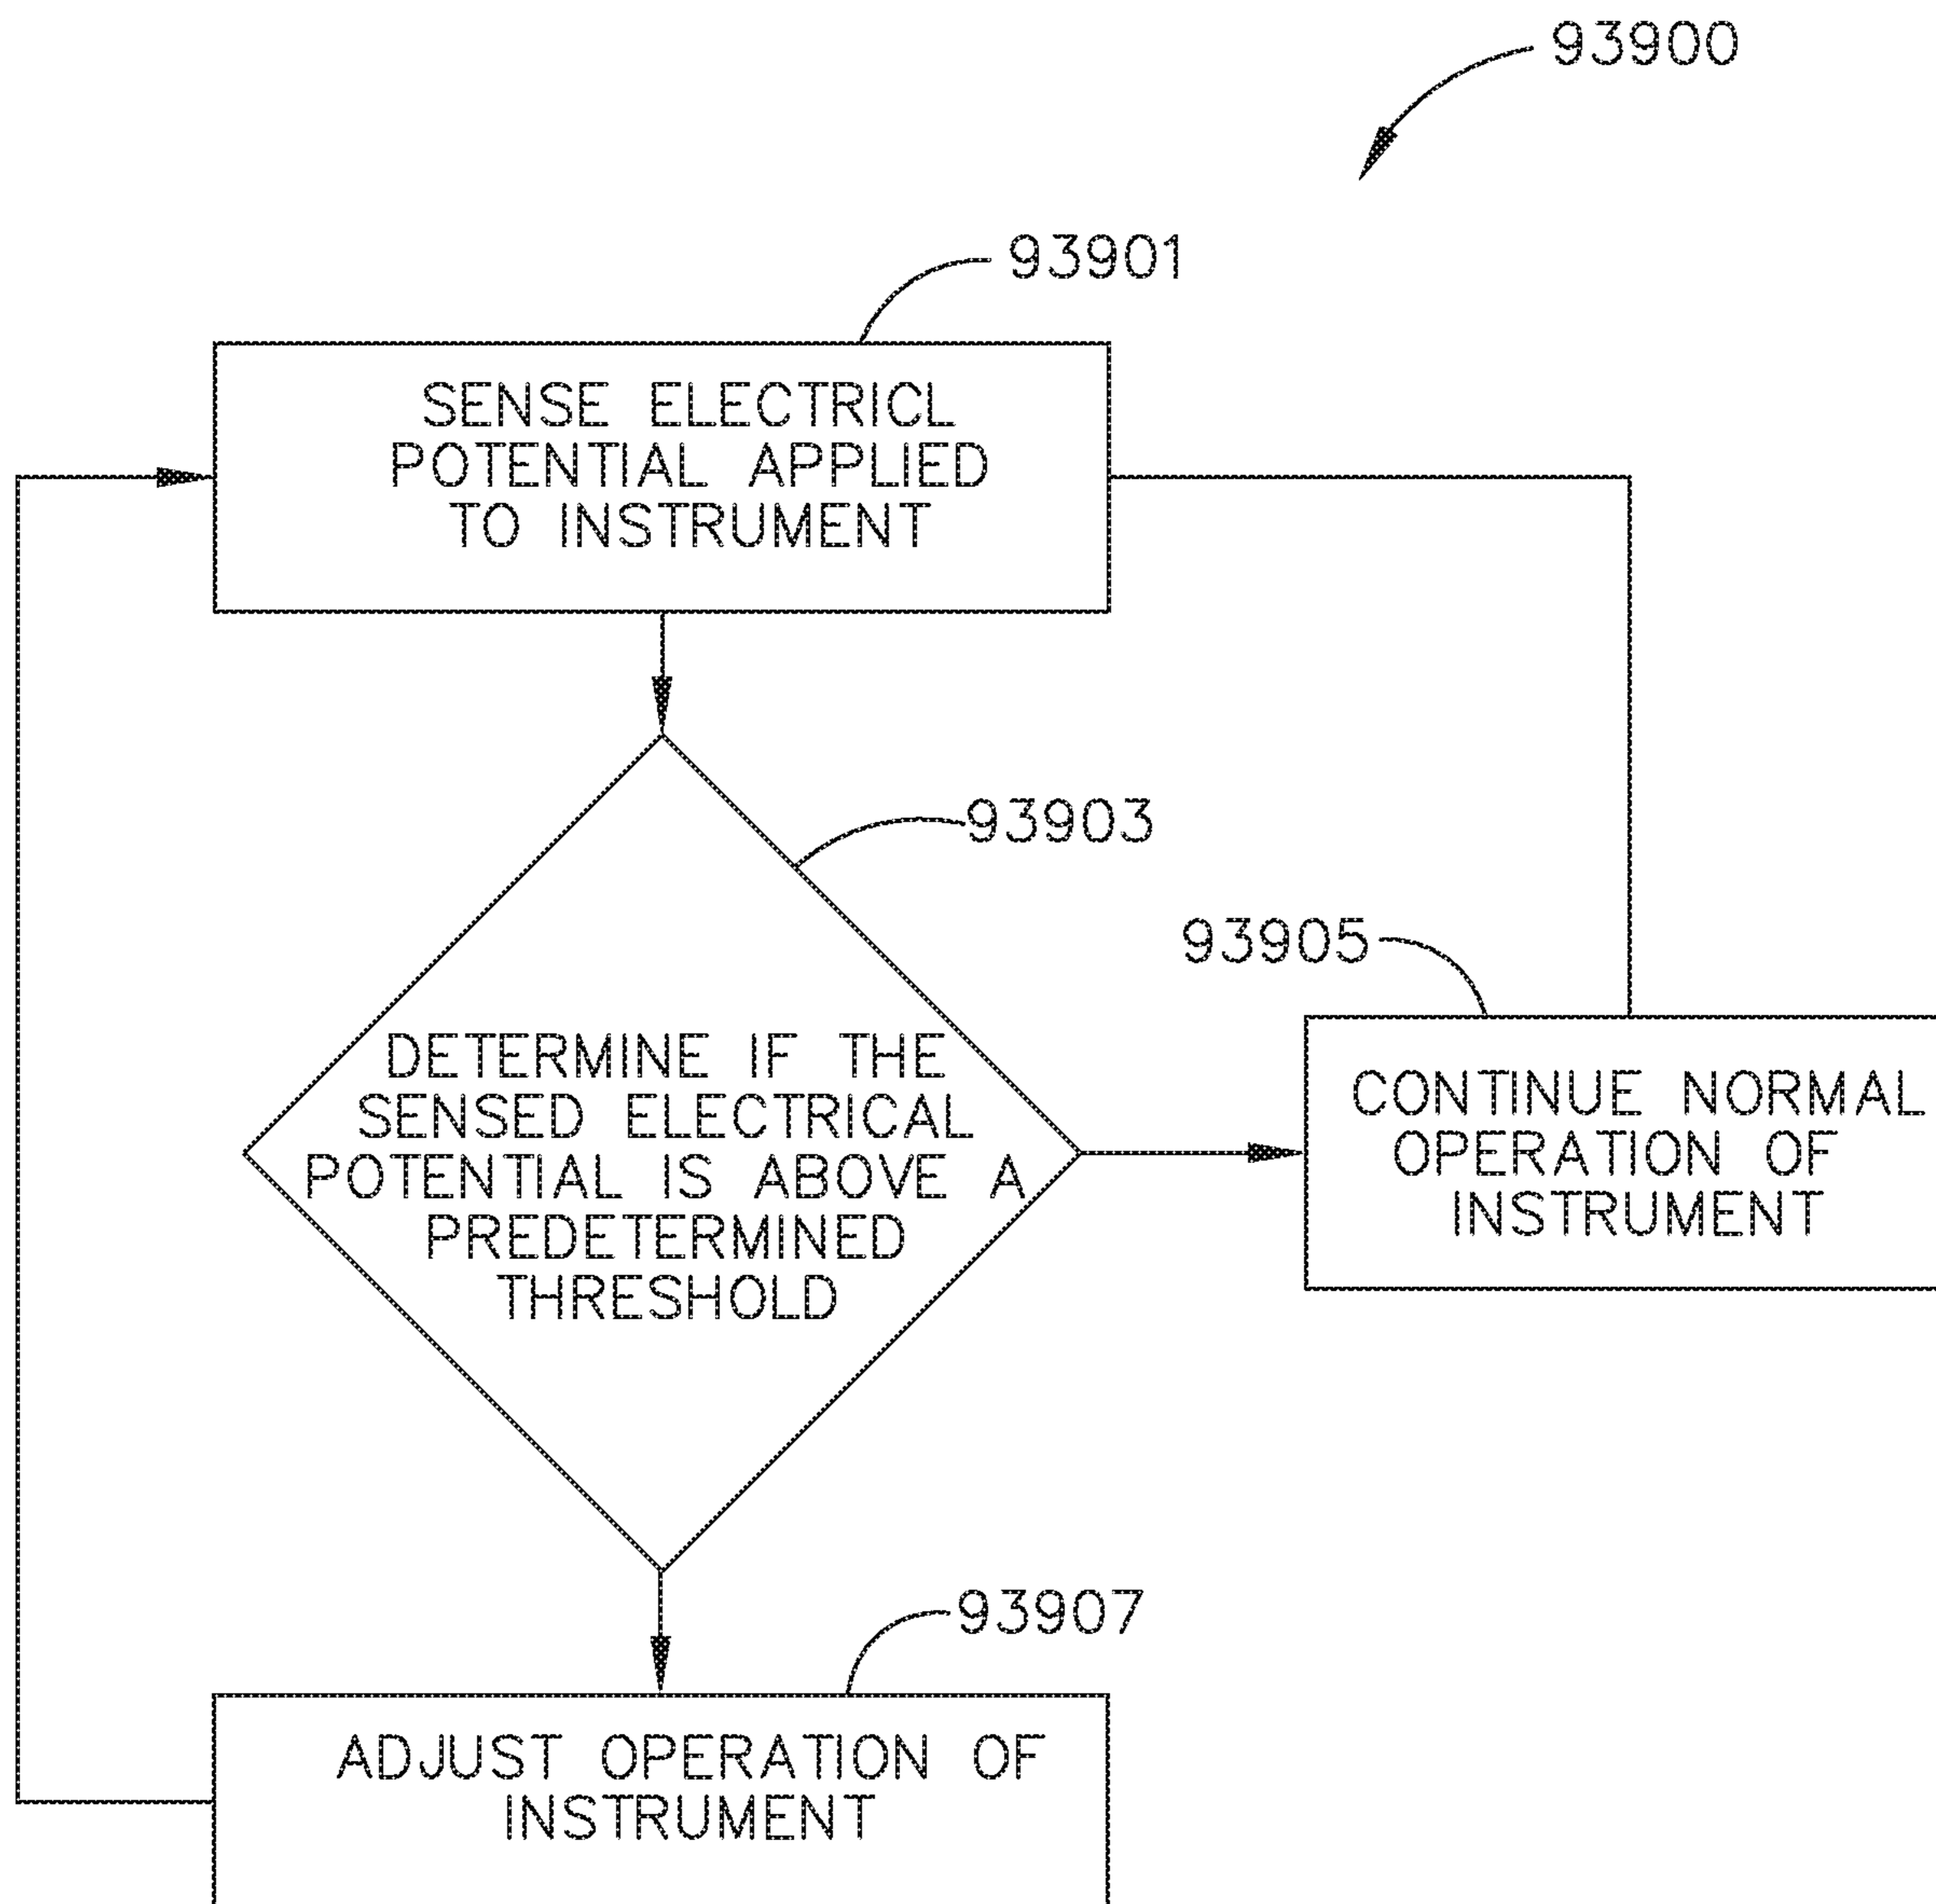 93900
93901
SENSE ELECTRICL
POTENTIAL APPLIED
TO INSTRUMENT
93903
DETERMINE IF THE
SENSED ELECTRICAL
POTENTIAL IS ABOVE A
PREDETERMINED
THRESHOLD
93905
CONTINUE NORMAL
OPERATION OF
INSTRUMENT
93907
ADJUST OPERATION OF
INSTRUMENT